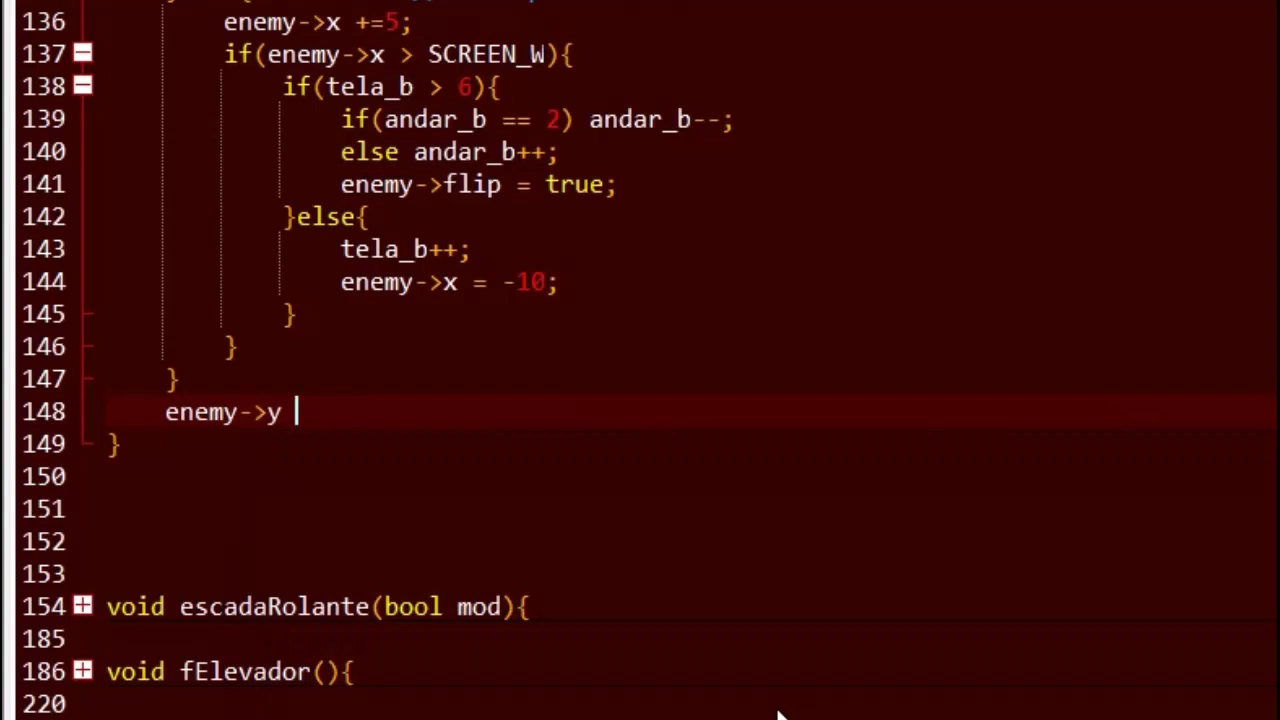 136 enemy->x +=5;
137 if(enemy->x > SCREEN_W){
138 if(tela_b > 6){
139 if(andar_b == 2) andar_b--;
140 else andar_b++;
141 enemy->flip = true;
142 }else{
143 tela_b++;
144 enemy->x = -10;
145 }
146 }
147 }
148 enemy->y
149 }
150
151
152
153
154 void escadaRolante(bool mod){
185
186 void fElevador(){
220